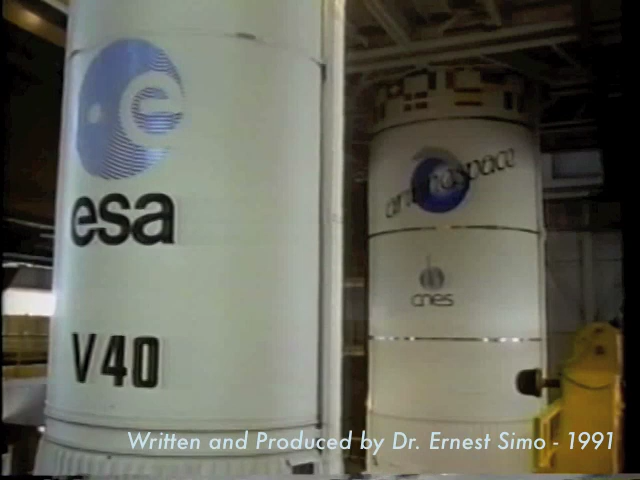 esa
V40
arianespace
cnes
Written and Produced by Dr. Ernest Simo - 1991